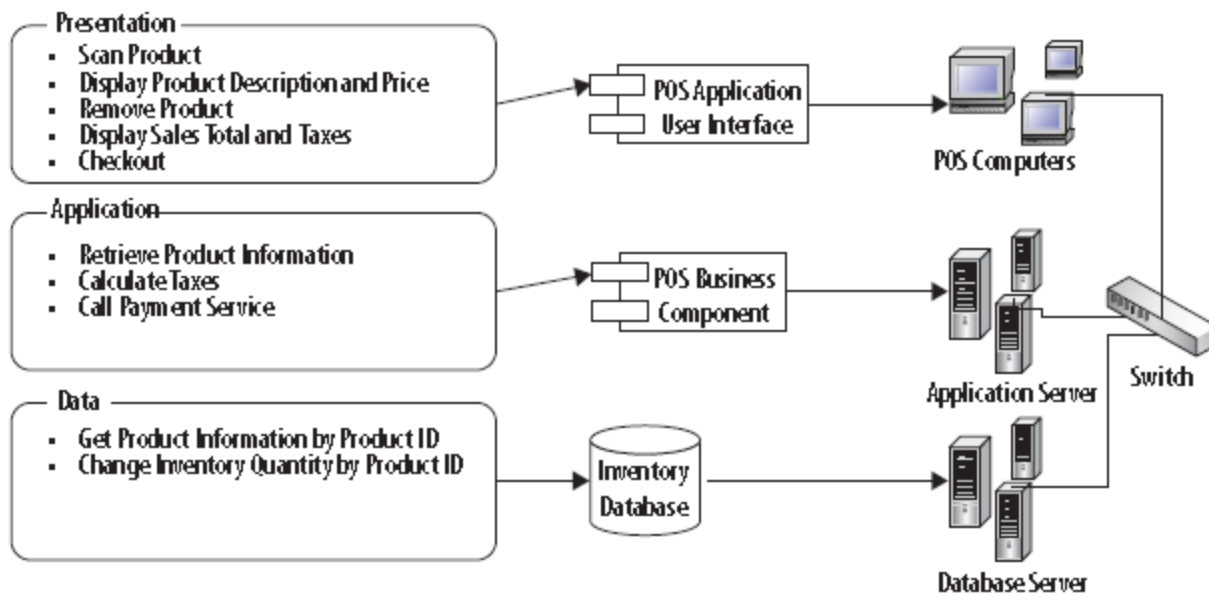 Presentation
▪ Scan Product
▪ Display Product Description and Price
▪ Remove Product
▪ Display Sales Total and Taxes
▪ Checkout
POS Application
User Interface
POS Computers
Application
▪ Retrieve Product Information
▪ Calculate Taxes
▪ Call Payment Service
POS Business
Component
Application Server
Switch
Data
▪ Get Product Information by Product ID
▪ Change Inventory Quantity by Product ID
Inventory
Database
Database Server